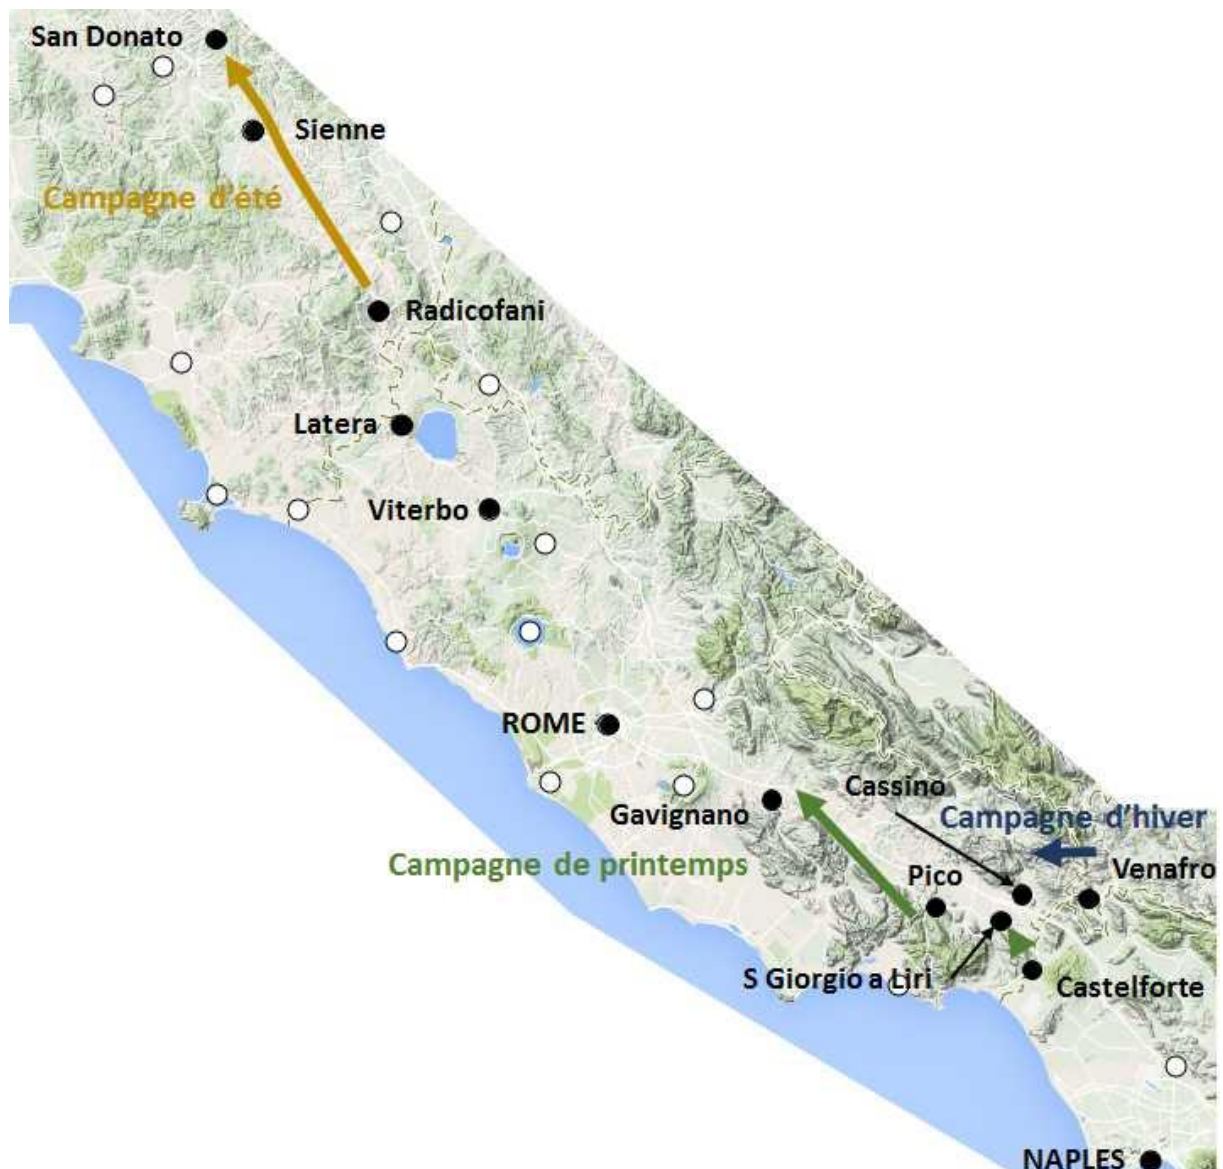 San Donato
Sienne
Campagne d'été
Radicofani
Latera
Viterbo
ROME
Cassino
Gavignano
Campagne d'hiver
Campagne de printemps
Pico
Venafro
S Giorgio a Liri
Castelforte
NAPLES